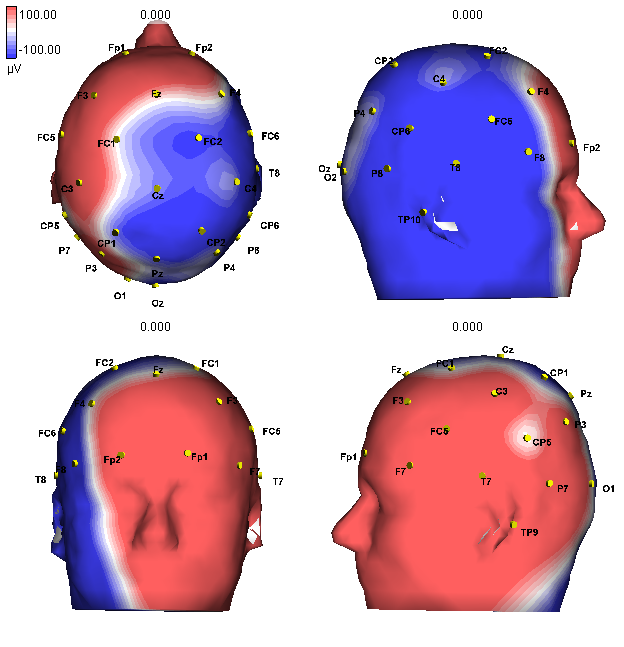 100.00
-100.00
µV
0.000
Fp1 Fp2
F3 Fz F4
FC5 FC1 FC2 FC6
C3 Cz C4 T8
CP5 CP1 CP2 CP6
P7 P3 Pz P4 P8
O1 Oz
0.000
CP2 FC2
C4 F4
P4 CP6 FC6
Fp2
Oz O2 P8 T8 F8
TP10
0.000
FC2 Fz FC1
F4 F3
FC6 FC5
F8 Fp2 Fp1 F7
T8 T7
0.000
Cz
Fz FC1 CP1
F3 C3 Pz
FC5 CP5 P3
Fp1 F7 T7 P7 O1
TP9